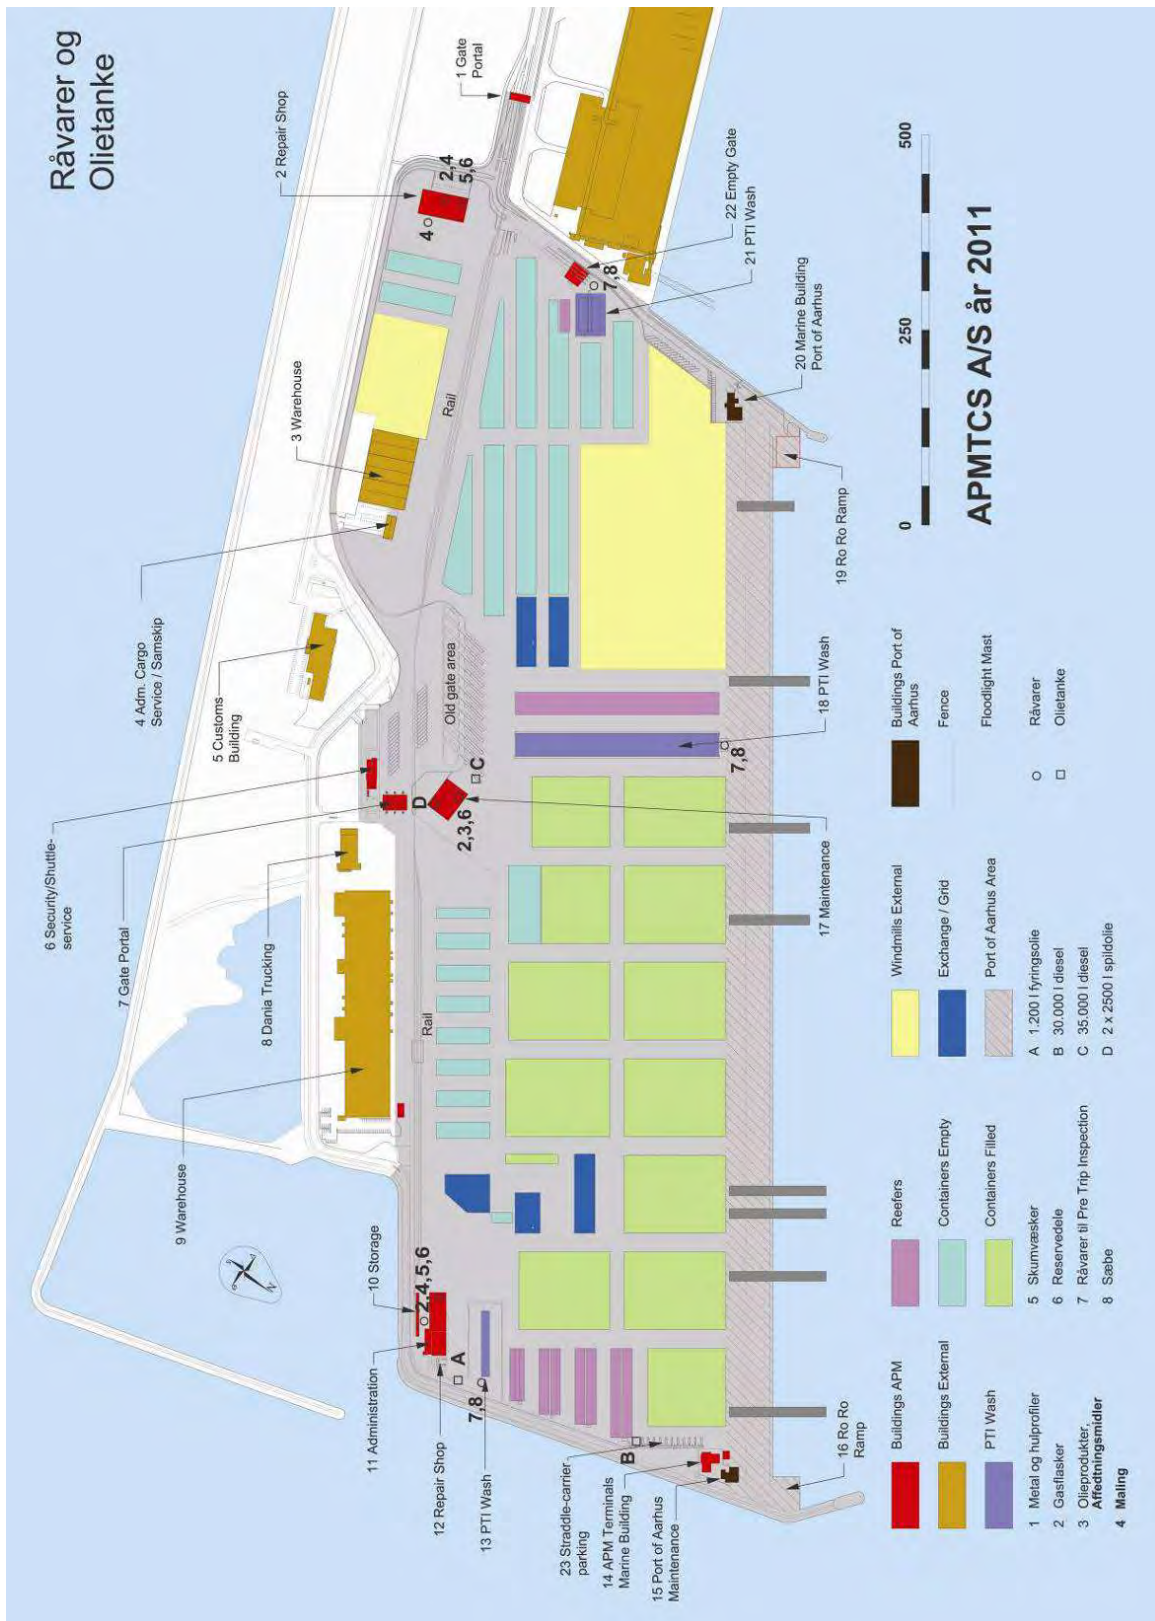 Råvarer og
Olietanke
1 Gate
Portal
2 Repair Shop
2,4
5,6
4
3 Warehouse
Rail
22 Empty Gate
21 PTI Wash
7,8
20 Marine Building
Port of Aarhus
19 Ro Ro Ramp
4 Adm. Cargo
Service / Samskip
5 Customs
Building
Old gate area
6 Security/Shuttle-
service
7 Gate Portal
D
C
2,3,6
18 PTI Wash
7,8
17 Maintenance
8 Dania Trucking
9 Warehouse
Rail
10 Storage
2,4,5,6
11 Administration
12 Repair Shop
A
7,8
13 PTI Wash
23 Straddle-carrier
parking
B
14 APM Terminals
Marine Building
15 Port of Aarhus
Maintenance
16 Ro Ro
Ramp
0
250
500
APMTCS A/S år 2011
Buildings APM
Buildings External
PTI Wash
Reefers
Containers Empty
Containers Filled
Windmills External
Exchange / Grid
Port of Aarhus Area
Buildings Port of
Aarhus
Fence
Floodlight Mast
1 Metal og hulprofiler
2 Gasflasker
3 Olieprodukter,
Affedtningsmidler
4 Maling
5 Skumvæsker
6 Reservedele
7 Råvarer til Pre Trip Inspection
8 Sæbe
A 1.200 l fyringsolie
B 30.000 l diesel
C 35.000 l diesel
D 2 x 2500 l spildolie
Råvarer
Olietanke